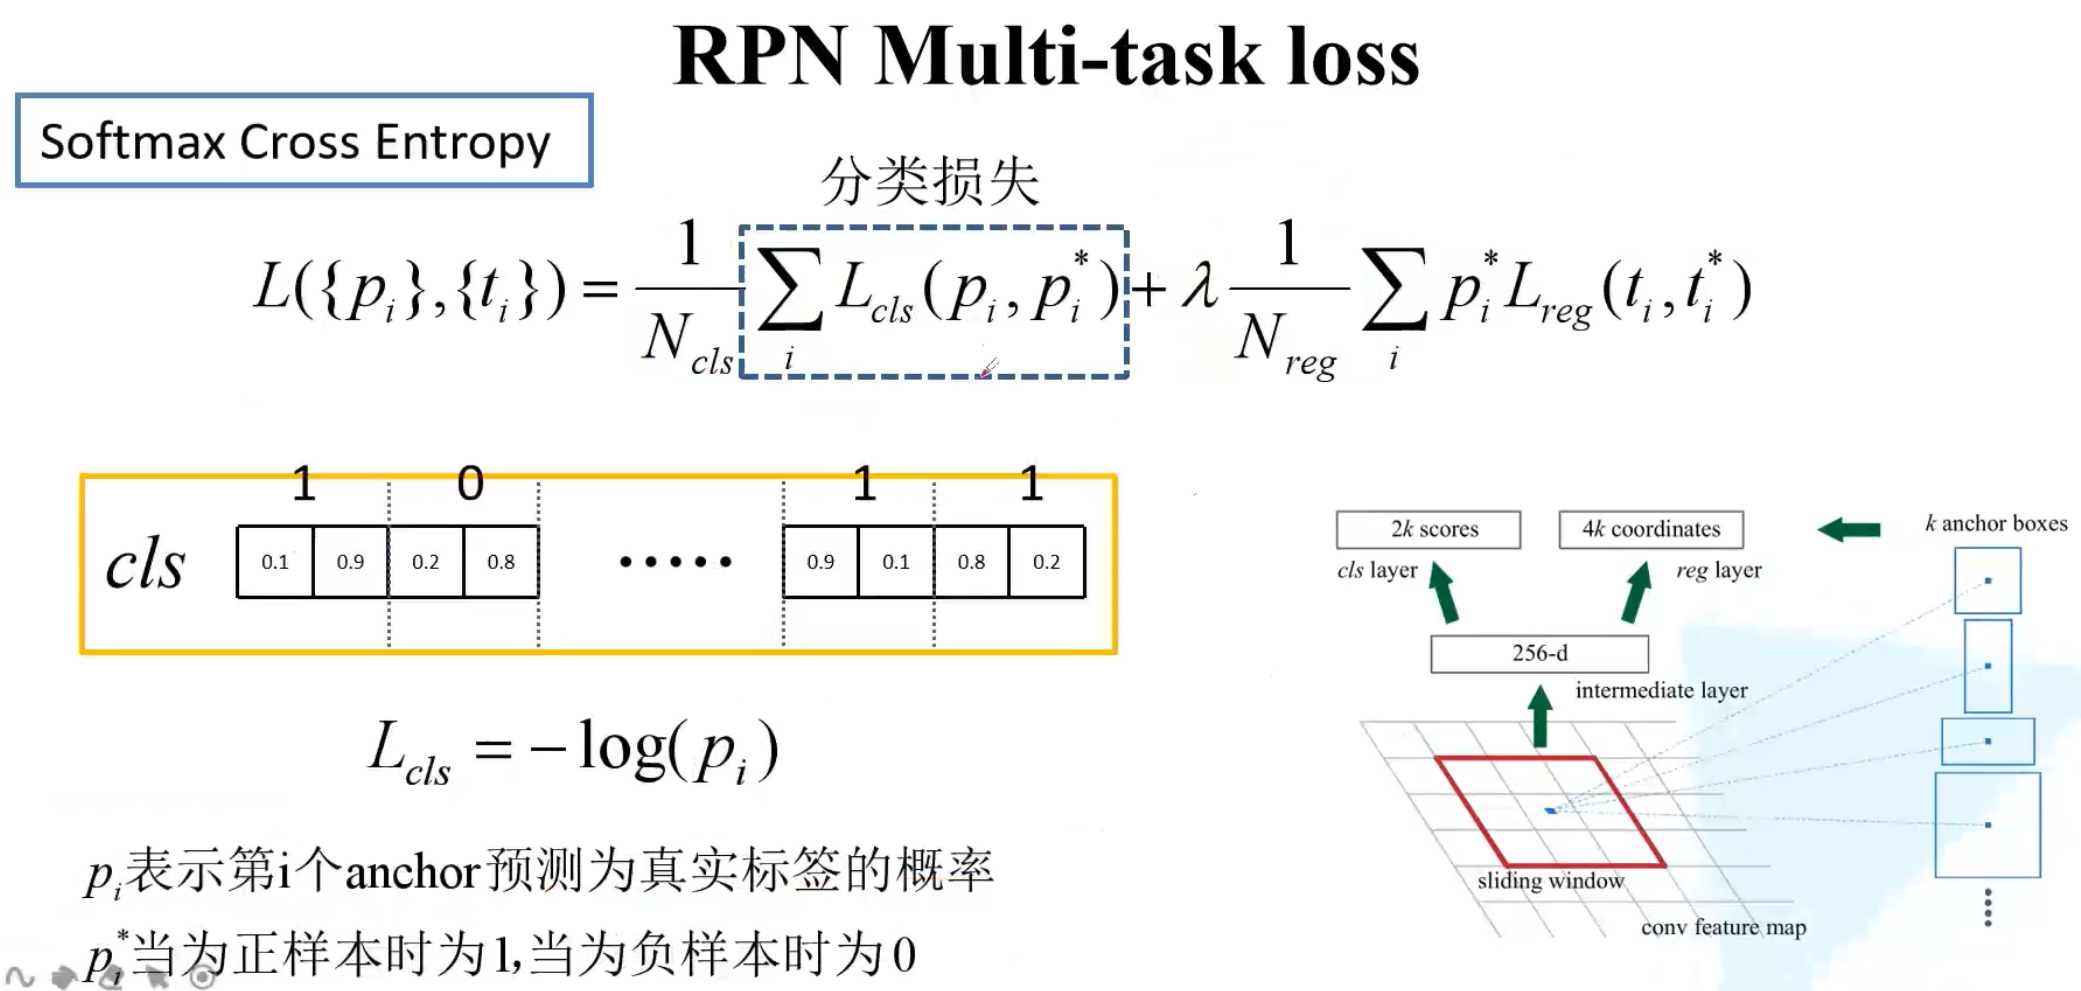 RPN Multi-task loss
Softmax Cross Entropy
分类损失
L({p_i},{t_i}) = \frac{1}{N_{cls}} \sum_i L_{cls}(p_i, p_i^*) + λ \frac{1}{N_{reg}} \sum_i p_i^* L_{reg}(t_i, t_i^*)
1 0 1 1
cls 0.1 0.9 0.2 0.8 ····· 0.9 0.1 0.8 0.2
L_{cls} = −log(p_i)
p_i表示第i个anchor预测为真实标签的概率
p_i^*当为正样本时为1,当为负样本时为0
2k scores
4k coordinates
k anchor boxes
cls layer
reg layer
256-d
intermediate layer
sliding window
conv feature map